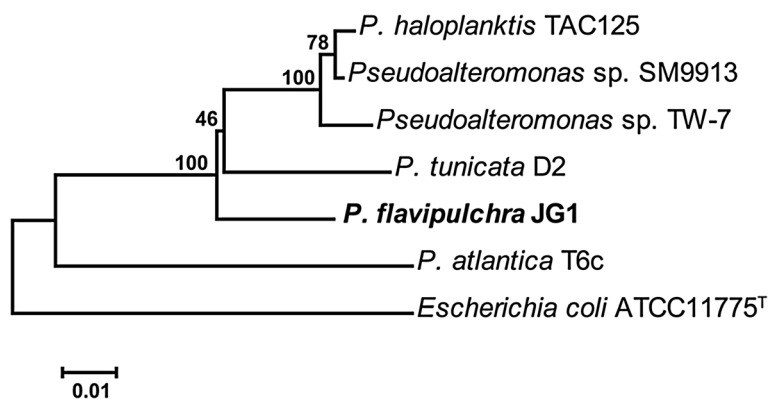 P. haloplanktis TAC125
78
Pseudoalteromonas sp. SM9913
100
Pseudoalteromonas sp. TW-7
46
P. tunicata D2
100
P. flavipulchra JG1
P. atlantica T6c
Escherichia coli ATCC11775T
0.01